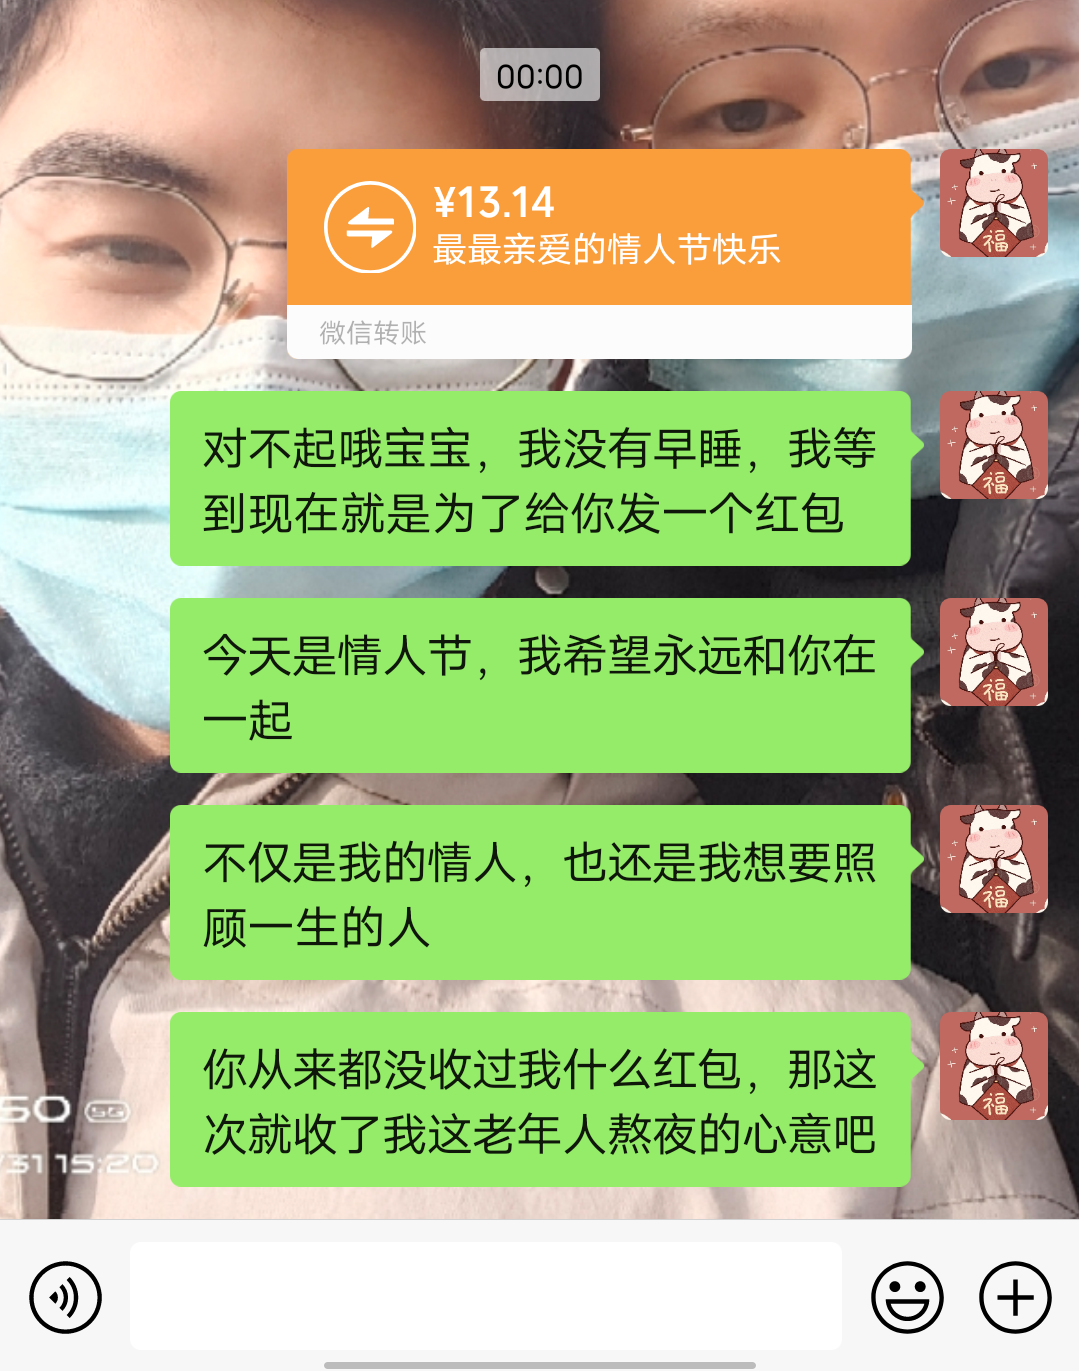 00:00
¥13.14
最最亲爱的情人节快乐
微信转账
福
对不起哦宝宝，我没有早睡，我等
到现在就是为了给你发一个红包
福
今天是情人节，我希望永远和你在
一起
福
不仅是我的情人，也还是我想要照
顾一生的人
福
你从来都没收过我什么红包，那这
次就收了我这老年人熬夜的心意吧
福
5G
/31 15:20